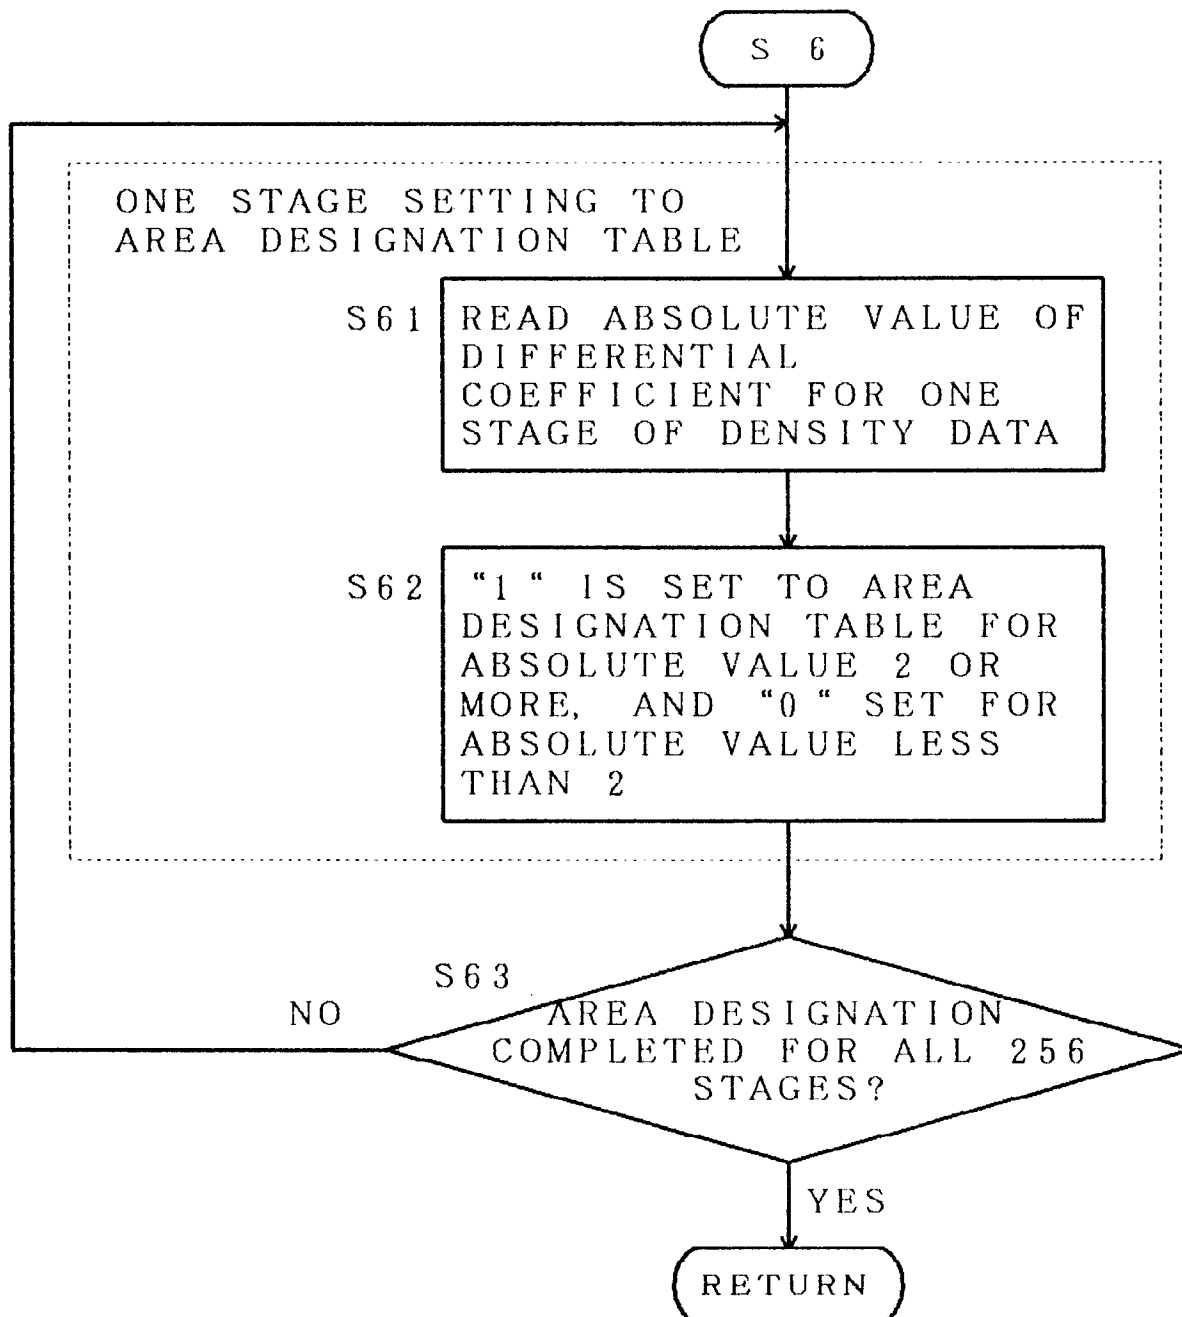 S 6
ONE STAGE SETTING TO
AREA DESIGNATION TABLE
S61
READ ABSOLUTE VALUE OF
DIFFERENTIAL
COEFFICIENT FOR ONE
STAGE OF DENSITY DATA
S62
“1“ IS SET TO AREA
DESIGNATION TABLE FOR
ABSOLUTE VALUE 2 OR
MORE, AND “0“ SET FOR
ABSOLUTE VALUE LESS
THAN 2
S63
NO
AREA DESIGNATION
COMPLETED FOR ALL 256
STAGES?
YES
RETURN